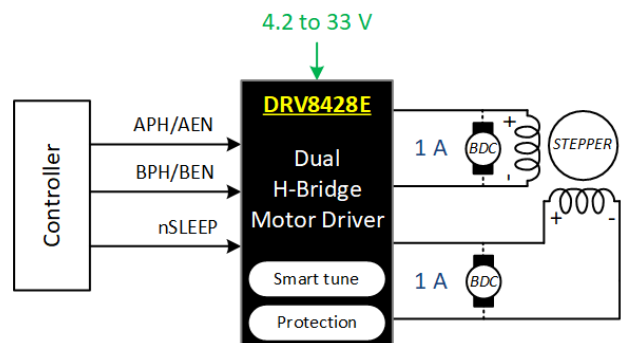 4.2 to 33 V
DRV8428E
Dual
H-Bridge
Motor Driver
Smart tune
Protection
Controller
APH/AEN
BPH/BEN
nSLEEP
1 A
BDC
+
-
STEPPER
+
-
1 A
BDC